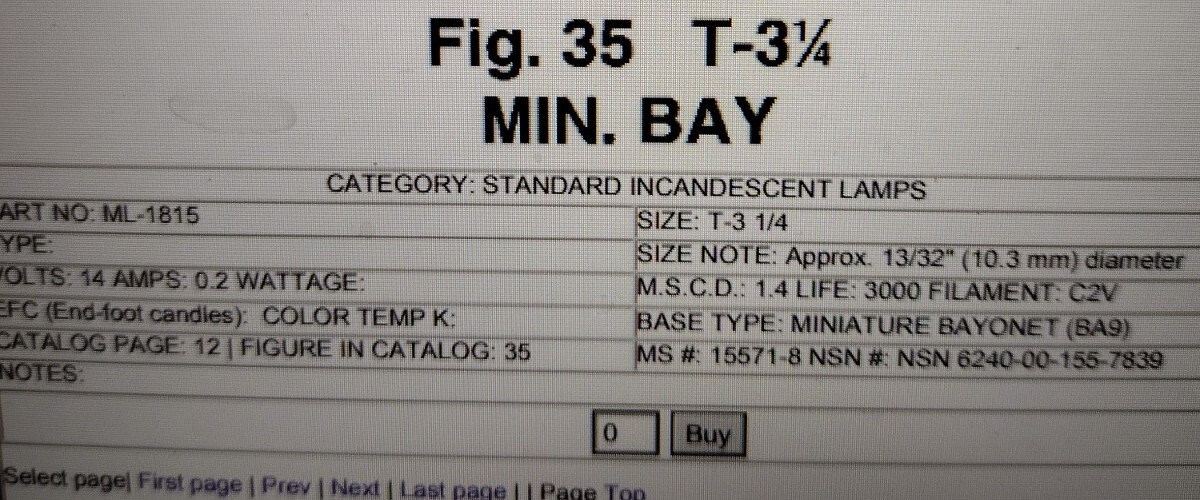 Fig. 35 T-3¼
MIN. BAY
CATEGORY: STANDARD INCANDESCENT LAMPS
ART NO: ML-1815
SIZE: T-3 1/4
YPE:
SIZE NOTE: Approx. 13/32" (10.3 mm) diameter
VOLTS: 14 AMPS: 0.2 WATTAGE:
M.S.C.D.: 1.4 LIFE: 3000 FILAMENT: C2V
EFC (End-foot candles): COLOR TEMP K:
BASE TYPE: MINIATURE BAYONET (BA9)
CATALOG PAGE: 12 | FIGURE IN CATALOG: 35
MS #: 15571-8 NSN #: NSN 6240-00-155-7839
NOTES:
0 Buy
Select page| First page | Prev | Next | Last page | | Page Top